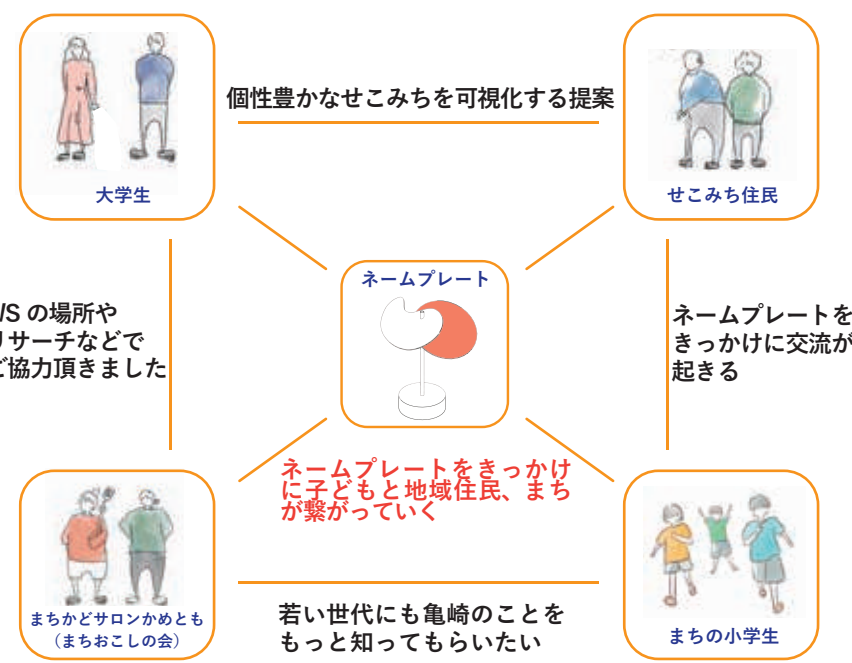 個性豊かなせこみちを可視化する提案
大学生
せこみち住民
ネームプレート
WS の場所や
リサーチなどで
ご協力頂きました
ネームプレートを
きっかけに交流が
起きる
ネームプレートをきっかけ
に子どもと地域住民、まち
が繋がっていく
まちかどサロンかめとも
（まちおこしの会）
若い世代にも亀崎のことを
もっと知ってもらいたい
まちの小学生